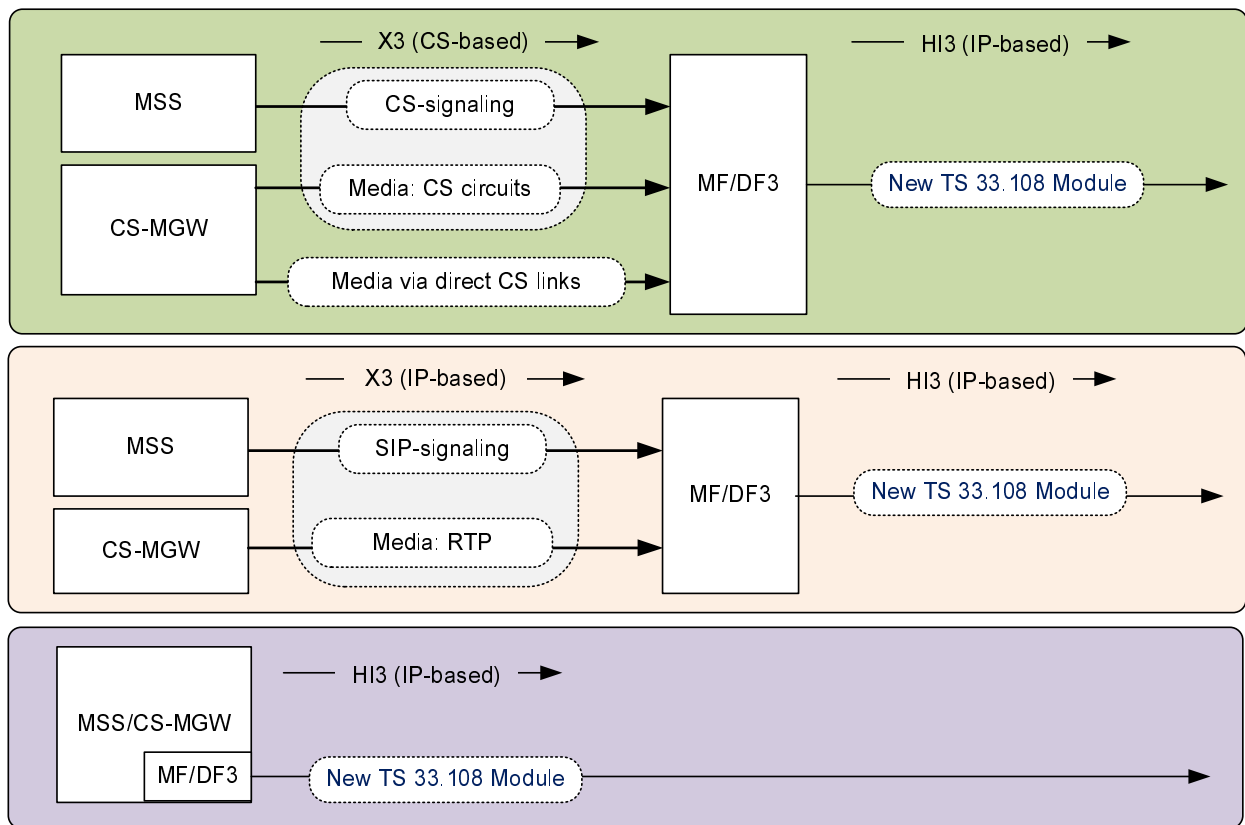 X3 (CS-based)
HI3 (IP-based)
MSS
CS-signaling
CS-MGW
Media: CS circuits
Media via direct CS links
MF/DF3
New TS 33.108 Module
X3 (IP-based)
HI3 (IP-based)
MSS
SIP-signaling
CS-MGW
Media: RTP
MF/DF3
New TS 33.108 Module
HI3 (IP-based)
MSS/CS-MGW
MF/DF3
New TS 33.108 Module